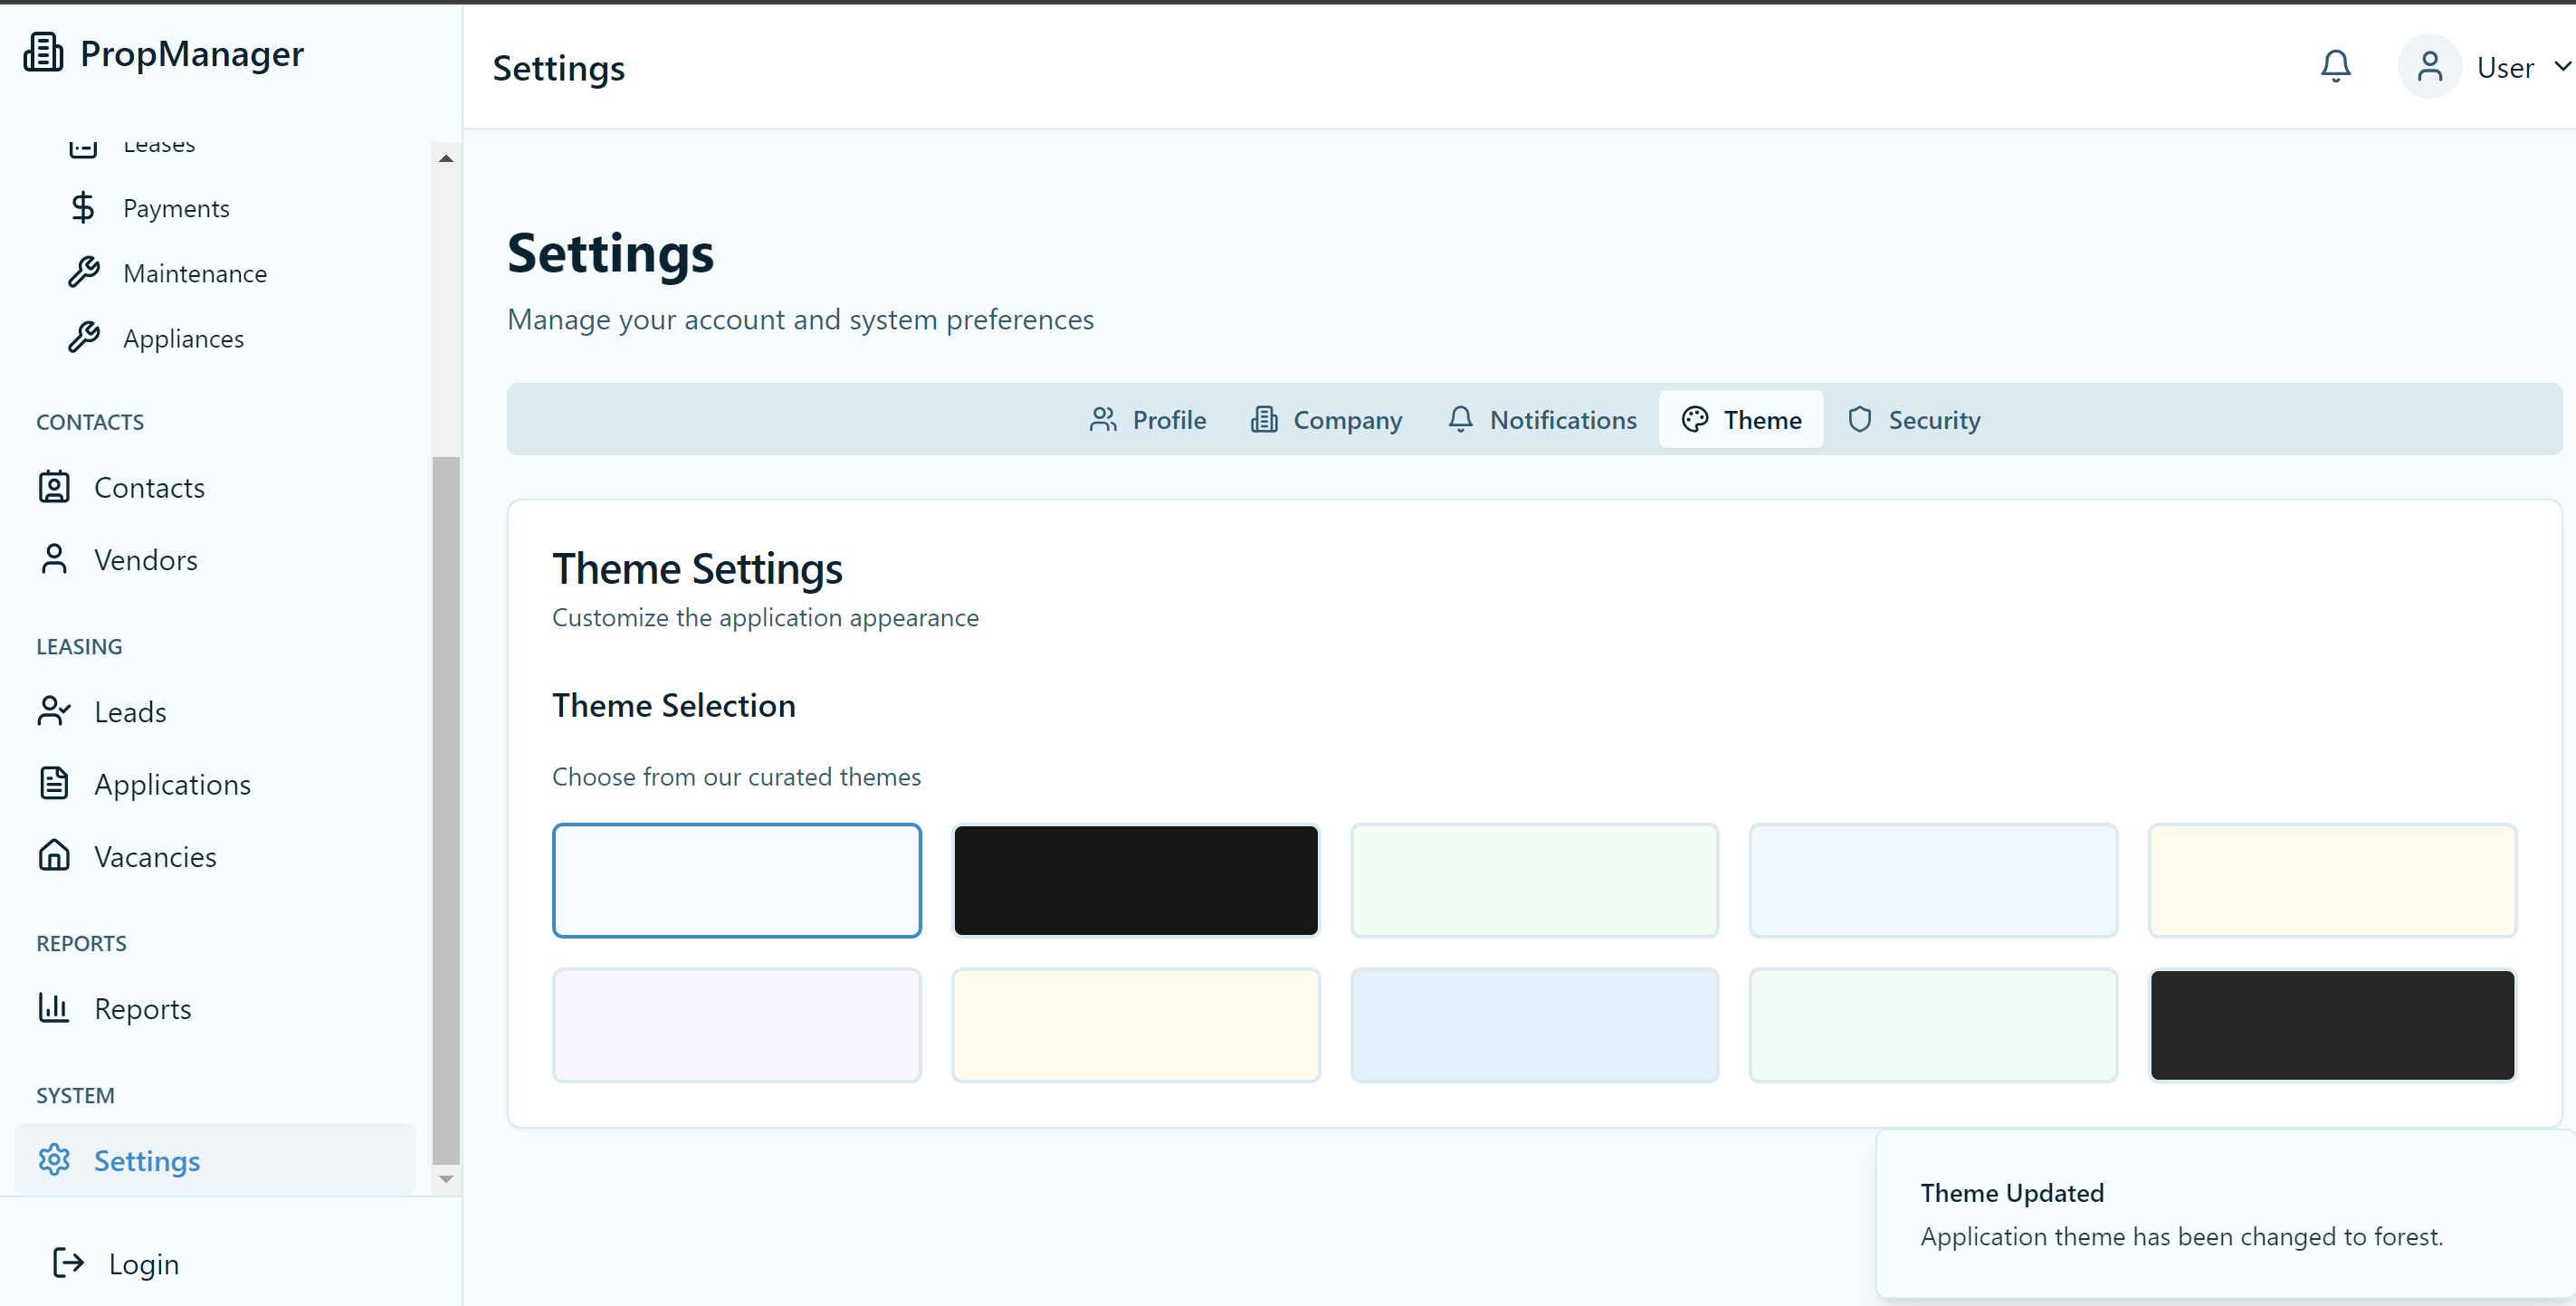 PropManager
Settings
User
Leases
Payments
Maintenance
Appliances
CONTACTS
Contacts
Vendors
LEASING
Leads
Applications
Vacancies
REPORTS
Reports
SYSTEM
Settings
Login
Settings
Manage your account and system preferences
Profile Company Notifications Theme Security
Theme Settings
Customize the application appearance
Theme Selection
Choose from our curated themes
Theme Updated
Application theme has been changed to forest.